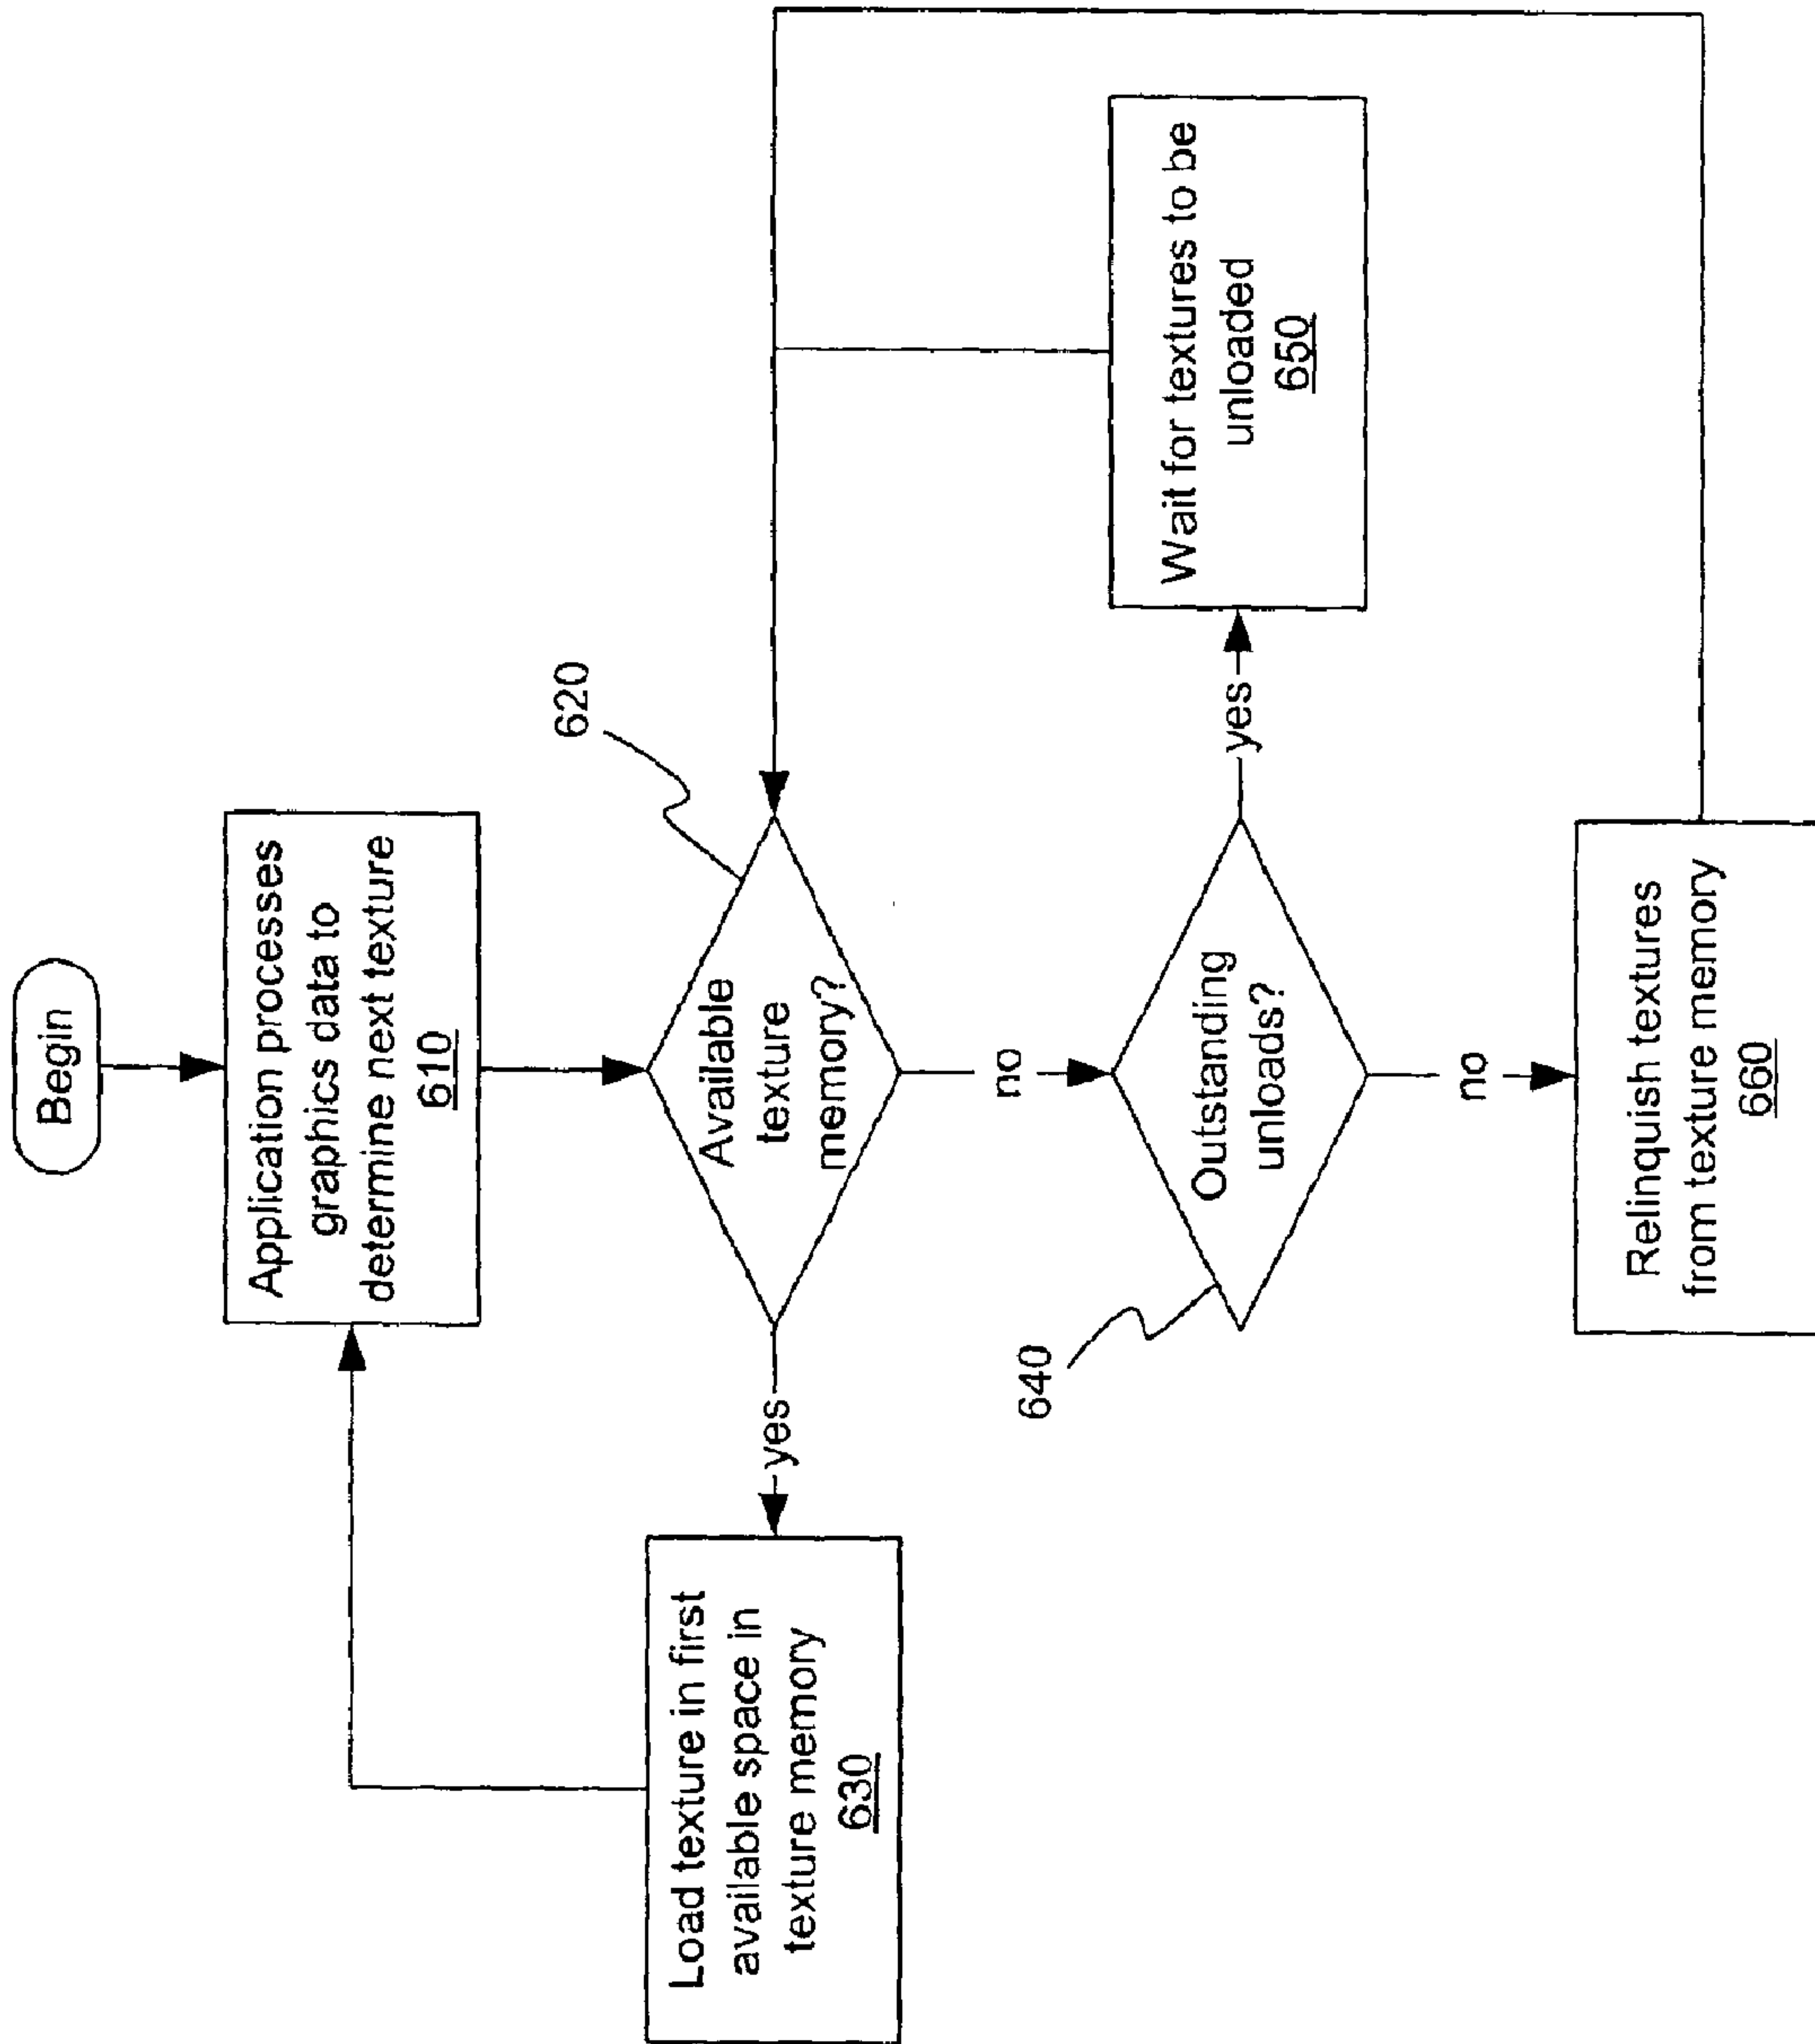 Begin
Application processes
graphics data to
determine next texture
610
620
Available
texture
memory?
yes
Load texture in first
available space in
texture memory
630
no
640
Outstanding
unloads?
yes
Wait for textures to be
unloaded
650
no
Relinquish textures
from texture memory
660